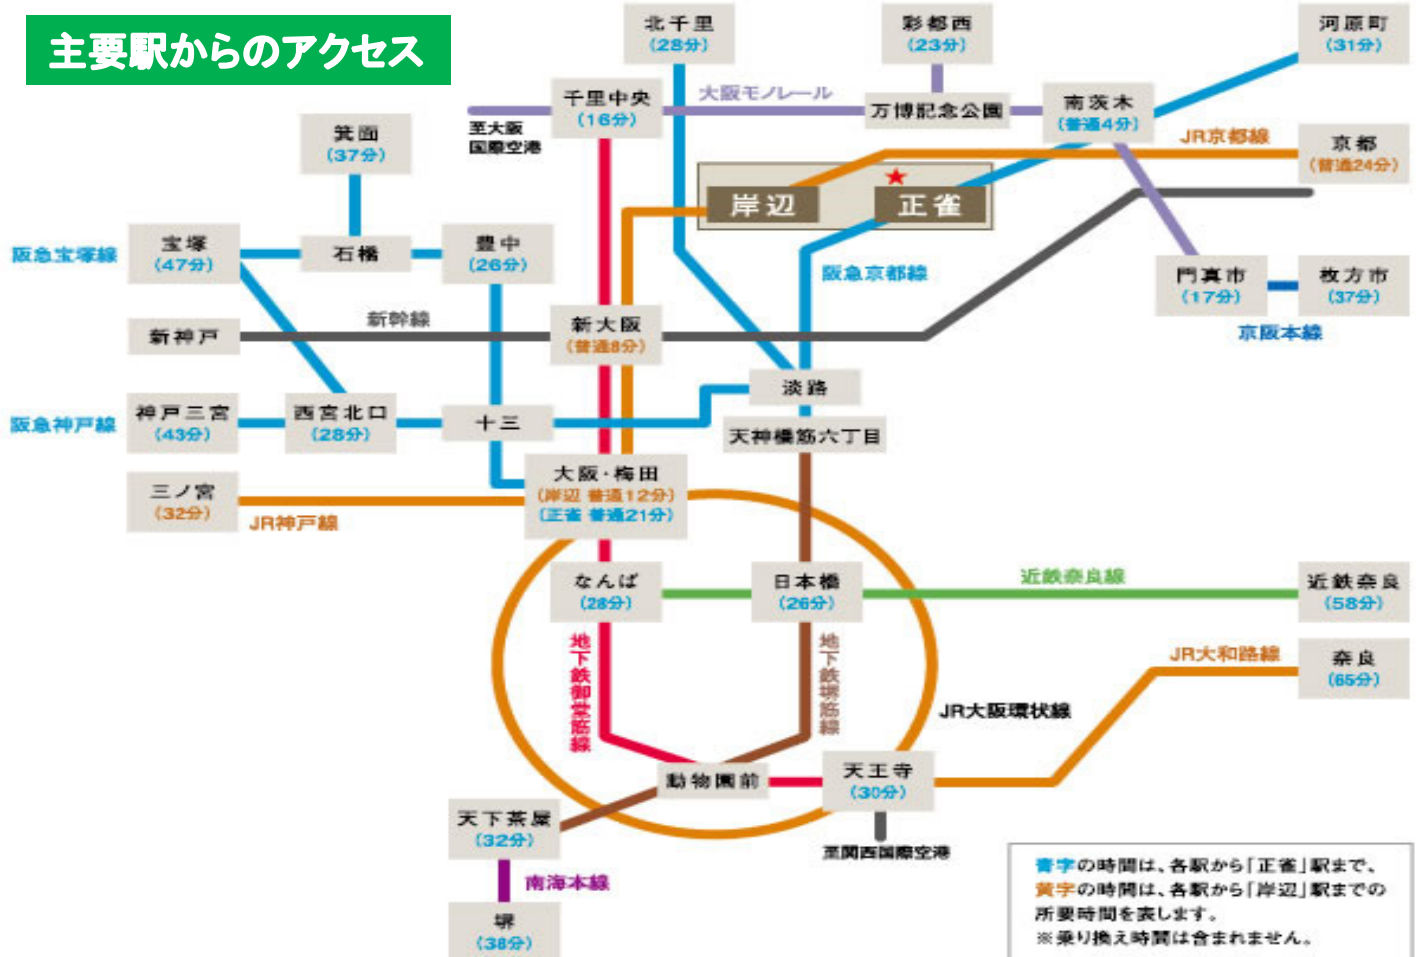 主要駅からのアクセス
北千里
(28分)
彩都西
(23分)
河原町
(31分)
千里中央
(16分)
大阪モノレール
万博記念公園
南茨木
(普通4分)
至大阪
国際空港
箕面
(37分)
JR京都線
京都
(普通24分)
岸辺
★
正雀
阪急宝塚線
宝塚
(47分)
石橋
豊中
(26分)
阪急京都線
門真市
(17分)
枚方市
(37分)
京阪本線
新神戸
新幹線
新大阪
(普通8分)
淡路
阪急神戸線
神戸三宮
(43分)
西宮北口
(28分)
十三
天神橋筋六丁目
三ノ宮
(32分)
JR神戸線
大阪・梅田
(岸辺 普通12分)
(正雀 普通21分)
なんば
(28分)
日本橋
(26分)
近鉄奈良線
近鉄奈良
(58分)
地下鉄御堂筋線
地下鉄堺筋線
JR大和路線
奈良
(65分)
JR大阪環状線
動物園前
天王寺
(30分)
至関西国際空港
天下茶屋
(32分)
南海本線
堺
(38分)
青字の時間は、各駅から「正雀」駅まで、
黄字の時間は、各駅から「岸辺」駅までの
所要時間を表します。
※乗り換え時間は含まれません。